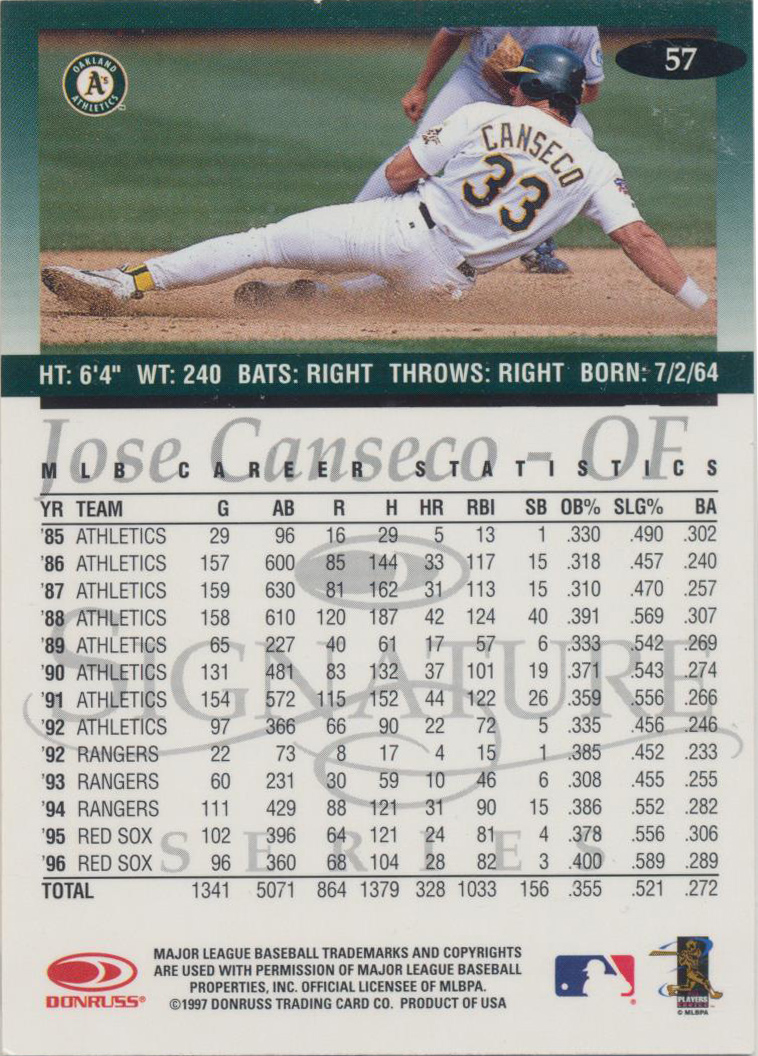 OAKLAND
A's
ATHLETICS
57
CANSECO
33
HT: 6'4" WT: 240 BATS: RIGHT THROWS: RIGHT BORN: 7/2/64
Jose Canseco - OF
MLB CAREER STATISTICS
YR TEAM G AB R H HR RBI SB OB% SLG% BA
'85 ATHLETICS 29 96 16 29 5 13 1 .330 .490 .302
'86 ATHLETICS 157 600 85 144 33 117 15 .318 .457 .240
'87 ATHLETICS 159 630 81 162 31 113 15 .310 .470 .257
'88 ATHLETICS 158 610 120 187 42 124 40 .391 .569 .307
'89 ATHLETICS 65 227 40 61 17 57 6 .333 .542 .269
'90 ATHLETICS 131 481 83 132 37 101 19 .371 .543 .274
'91 ATHLETICS 154 572 115 152 44 122 26 .359 .556 .266
'92 ATHLETICS 97 366 66 90 22 72 5 .335 .456 .246
'92 RANGERS 22 73 8 17 4 15 1 .385 .452 .233
'93 RANGERS 60 231 30 59 10 46 6 .308 .455 .255
'94 RANGERS 111 429 88 121 31 90 15 .386 .552 .282
'95 RED SOX 102 396 64 121 24 81 4 .378 .556 .306
'96 RED SOX 96 360 68 104 28 82 3 .400 .589 .289
TOTAL 1341 5071 864 1379 328 1033 156 .355 .521 .272
SIGNATURE
SERIES
DONRUSS®
MAJOR LEAGUE BASEBALL TRADEMARKS AND COPYRIGHTS
ARE USED WITH PERMISSION OF MAJOR LEAGUE BASEBALL
PROPERTIES, INC. OFFICIAL LICENSEE OF MLBPA.
©1997 DONRUSS TRADING CARD CO. PRODUCT OF USA
PLAYERS
© MLBPA